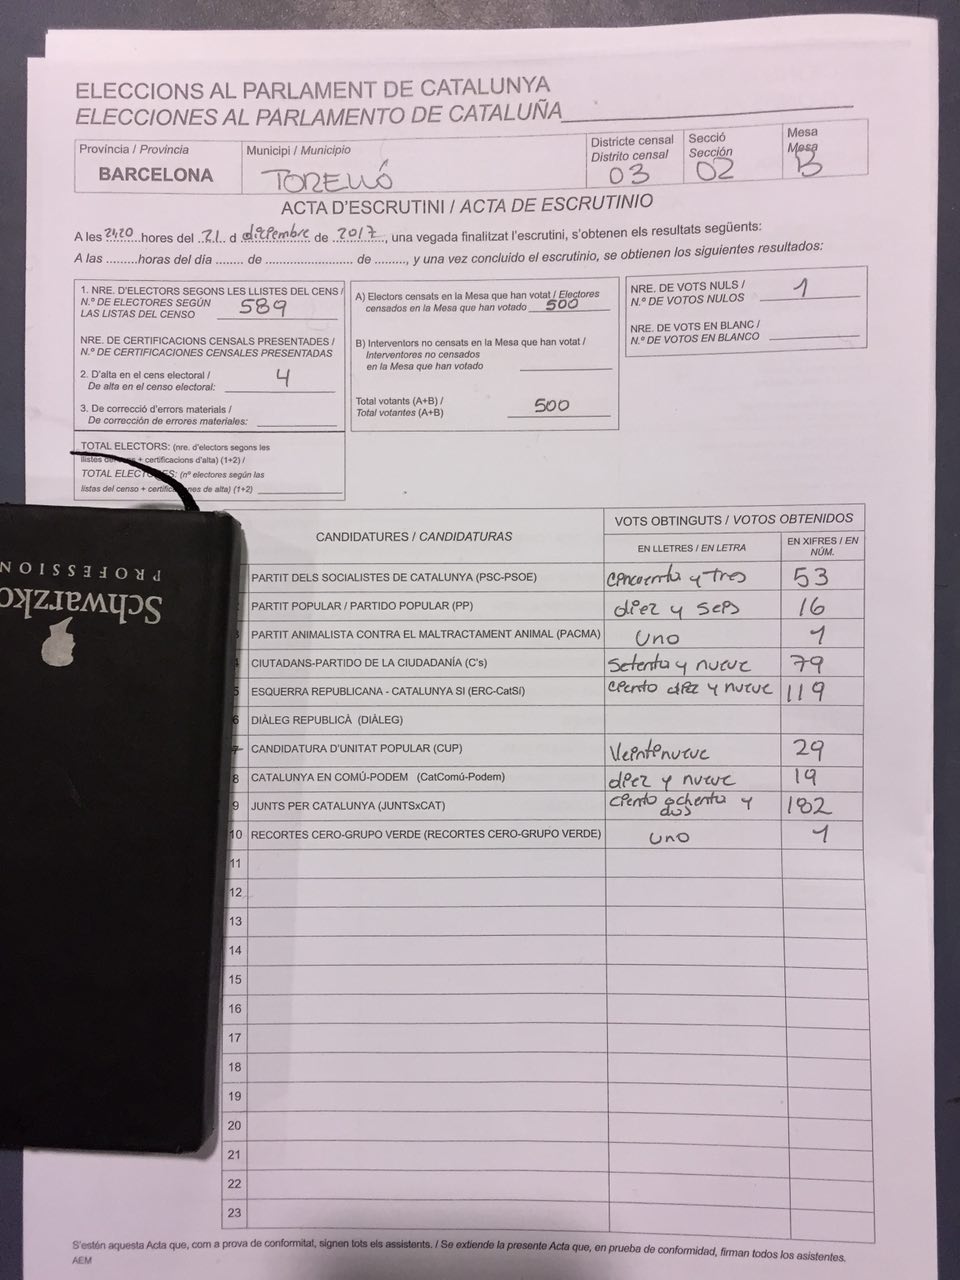 ELECCIONS AL PARLAMENT DE CATALUNYA
ELECCIONES AL PARLAMENTO DE CATALUÑA
Província / Provincia
BARCELONA
Municipi / Municipio
TORELLÓ
Districte censal
Distrito censal
03
Secció
Sección
02
Mesa
Mesa
B
ACTA D'ESCRUTINI / ACTA DE ESCRUTINIO
A les 2120 hores del 21 d diciembre de 2017, una vegada finalitzat l'escrutini, s'obtenen els resultats següents:
A las .........horas del dia ....... de ......................... de ........, y una vez concluido el escrutinio, se obtienen los siguientes resultados:
1. NRE. D'ELECTORS SEGONS LES LLISTES DEL CENS /
N.º DE ELECTORES SEGÚN
LAS LISTAS DEL CENSO 589
NRE. DE CERTIFICACIONS CENSALS PRESENTADES /
N.º DE CERTIFICACIONES CENSALES PRESENTADAS
2. D'alta en el cens electoral /
De alta en el censo electoral: 4
3. De correcció d'errors materials /
De corrección de errores materiales:
TOTAL ELECTORS: (nre. d'electors segons les
llistes + certificacions d'alta) (1+2) /
TOTAL (nº electores según las
listas del censo + de alta) (1+2)
A) Electors censats en la Mesa que han votat / Electores
censados en la Mesa que han votado 500
B) Interventors no censats en la Mesa que han votat /
Interventores no censados
en la Mesa que han votado
Total votants (A+B) /
Total votantes (A+B) 500
NRE. DE VOTS NULS /
N.º DE VOTOS NULOS 1
NRE. DE VOTS EN BLANC /
N.º DE VOTOS EN BLANCO
CANDIDATURES / CANDIDATURAS
VOTS OBTINGUTS / VOTOS OBTENIDOS
EN LLETRES / EN LETRA
EN XIFRES / EN
NÚM.
PARTIT DELS SOCIALISTES DE CATALUNYA (PSC-PSOE) cincuenta y tres 53
PARTIT POPULAR / PARTIDO POPULAR (PP) diez y seis 16
PARTIT ANIMALISTA CONTRA EL MALTRACTAMENT ANIMAL (PACMA) uno 1
4 CIUTADANS-PARTIDO DE LA CIUDADANÍA (C's) setenta y nueve 79
5 ESQUERRA REPUBLICANA - CATALUNYA SI (ERC-CatSí) ciento diez y nueve 119
6 DIÀLEG REPUBLICÀ (DIÀLEG)
7 CANDIDATURA D'UNITAT POPULAR (CUP) Veintinueve 29
8 CATALUNYA EN COMÚ-PODEM (CatComú-Podem) diez y nueve 19
9 JUNTS PER CATALUNYA (JUNTSxCAT) ciento ochenta y dos 182
10 RECORTES CERO-GRUPO VERDE (RECORTES CERO-GRUPO VERDE) uno 1
11
12
13
14
15
16
17
18
19
20
21
22
23
S'estén aquesta Acta que, com a prova de conformitat, signen tots els assistents. / Se extiende la presente Acta que, en prueba de conformidad, firman todos los asistentes.
AEM
Schwarzko
PROFESSION